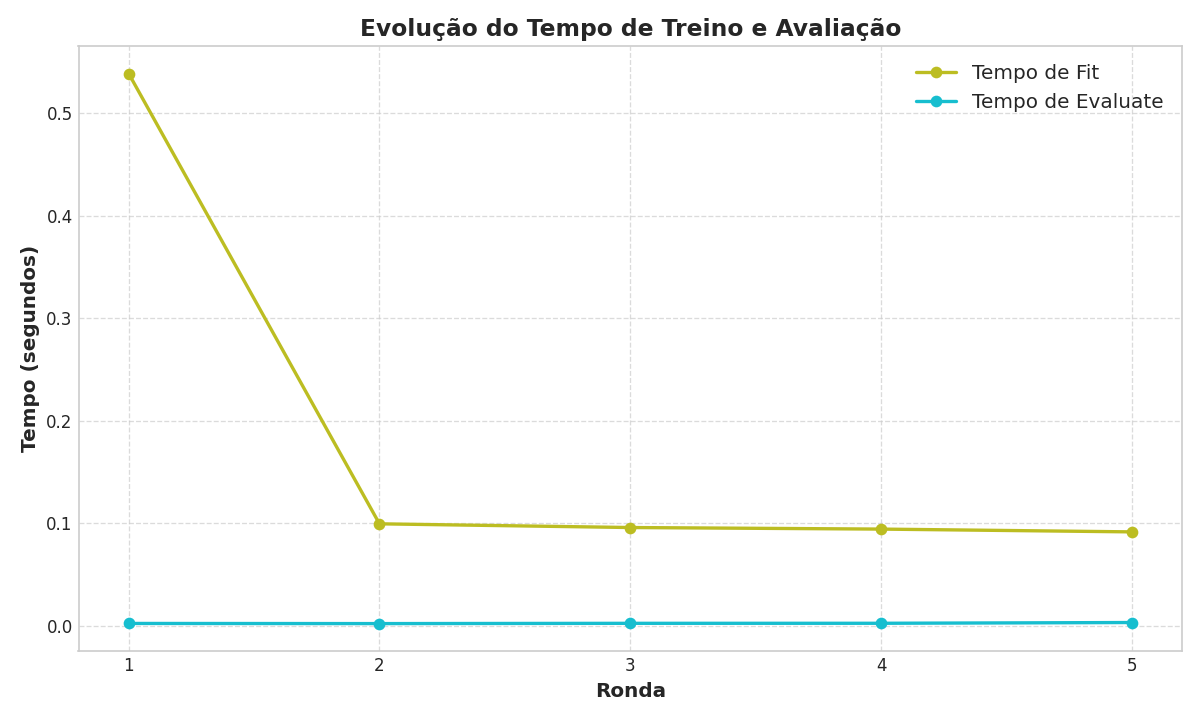 Evolução do Tempo de Treino e Avaliação
Tempo de Fit
Tempo de Evaluate
Tempo (segundos)
0.5
0.4
0.3
0.2
0.1
0.0
1 2 3 4 5
Ronda